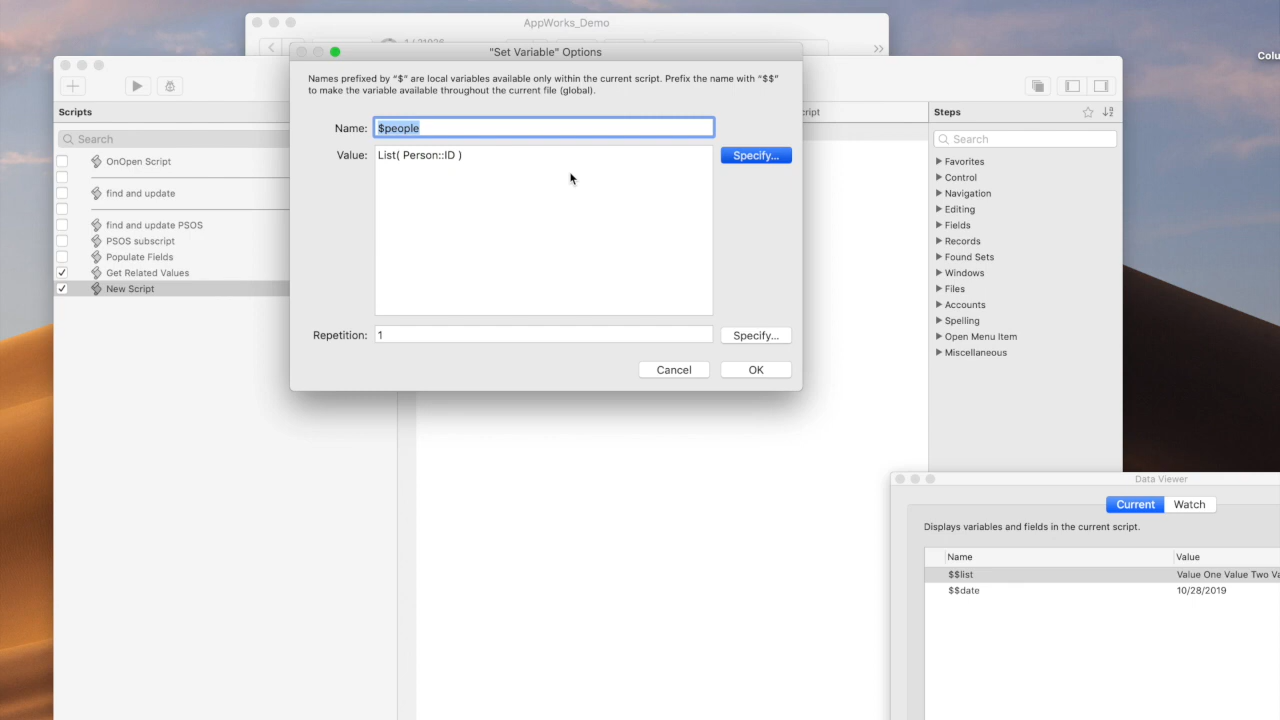 AppWorks_Demo
Colu
"Set Variable" Options
Names prefixed by "$" are local variables available only within the current script. Prefix the name with "$$"
to make the variable available throughout the current file (global).
Name: $people
Value: List( Person::ID ) Specify...
Repetition: 1 Specify...
Cancel OK
Scripts
Search
OnOpen Script
find and update
find and update PSOS
PSOS subscript
Populate Fields
Get Related Values
New Script
ript
Steps
Search
Favorites
Control
Navigation
Editing
Fields
Records
Found Sets
Windows
Files
Accounts
Spelling
Open Menu Item
Miscellaneous
Data Viewer
Current Watch
Displays variables and fields in the current script.
Name Value
$$list Value One Value Two Va
$$date 10/28/2019